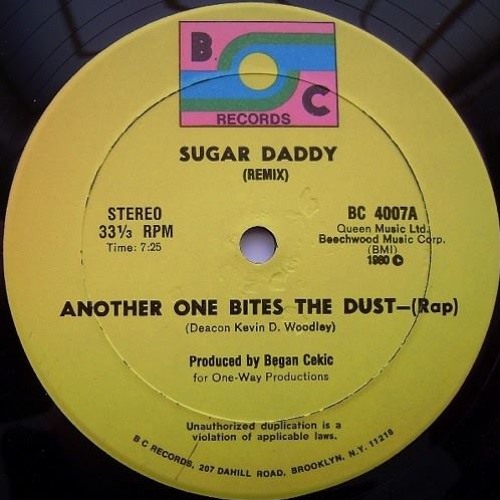 B.
C
RECORDS
SUGAR DADDY
(REMIX)
STEREO
33⅓ RPM
Time: 7:25
BC 4007A
Queen Music Ltd.
Beechwood Music Corp.
(BMI)
1980 ©
ANOTHER ONE BITES THE DUST—(Rap)
(Deacon Kevin D. Woodley)
Produced by Began Cekic
for One-Way Productions
Unauthorized duplication is a
violation of applicable laws.
B C RECORDS, 207 DAHILL ROAD, BROOKLYN, N.Y. 11218